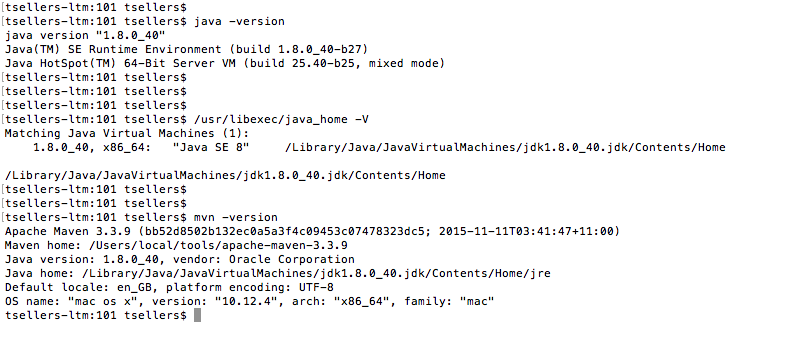 [tsellers-ltm:101 tsellers$
[tsellers-ltm:101 tsellers$ java -version
java version "1.8.0_40"
Java(TM) SE Runtime Environment (build 1.8.0_40-b27)
Java HotSpot(TM) 64-Bit Server VM (build 25.40-b25, mixed mode)
[tsellers-ltm:101 tsellers$
[tsellers-ltm:101 tsellers$
[tsellers-ltm:101 tsellers$
[tsellers-ltm:101 tsellers$ /usr/libexec/java_home -V
Matching Java Virtual Machines (1):
    1.8.0_40, x86_64:	"Java SE 8"	/Library/Java/JavaVirtualMachines/jdk1.8.0_40.jdk/Contents/Home

/Library/Java/JavaVirtualMachines/jdk1.8.0_40.jdk/Contents/Home
[tsellers-ltm:101 tsellers$
[tsellers-ltm:101 tsellers$
[tsellers-ltm:101 tsellers$ mvn -version
Apache Maven 3.3.9 (bb52d8502b132ec0a5a3f4c09453c07478323dc5; 2015-11-11T03:41:47+11:00)
Maven home: /Users/local/tools/apache-maven-3.3.9
Java version: 1.8.0_40, vendor: Oracle Corporation
Java home: /Library/Java/JavaVirtualMachines/jdk1.8.0_40.jdk/Contents/Home/jre
Default locale: en_GB, platform encoding: UTF-8
OS name: "mac os x", version: "10.12.4", arch: "x86_64", family: "mac"
tsellers-ltm:101 tsellers$